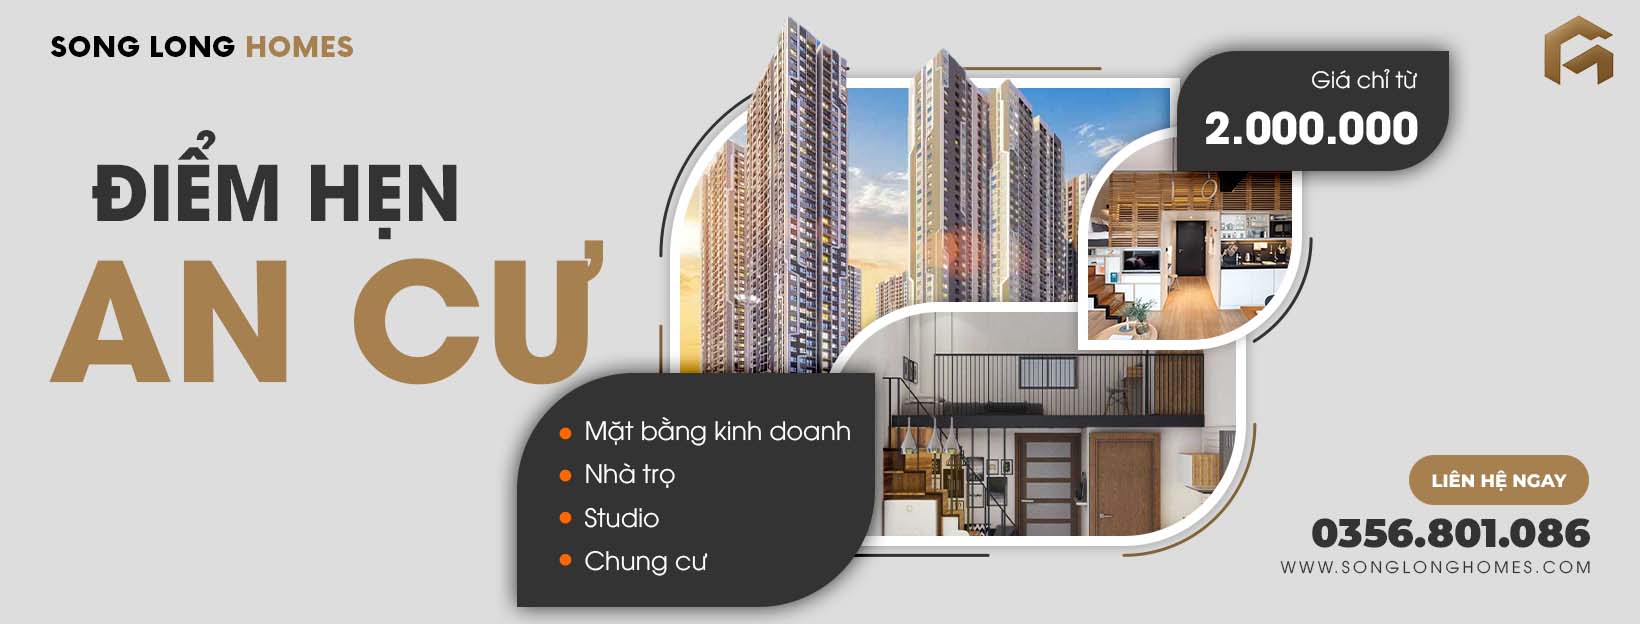 SONG LONG HOMES
ĐIỂM HẸN
AN CƯ
Giá chỉ từ
2.000.000
Mặt bằng kinh doanh
Nhà trọ
Studio
Chung cư
LIÊN HỆ NGAY
0356.801.086
WWW.SONGLONGHOMES.COM